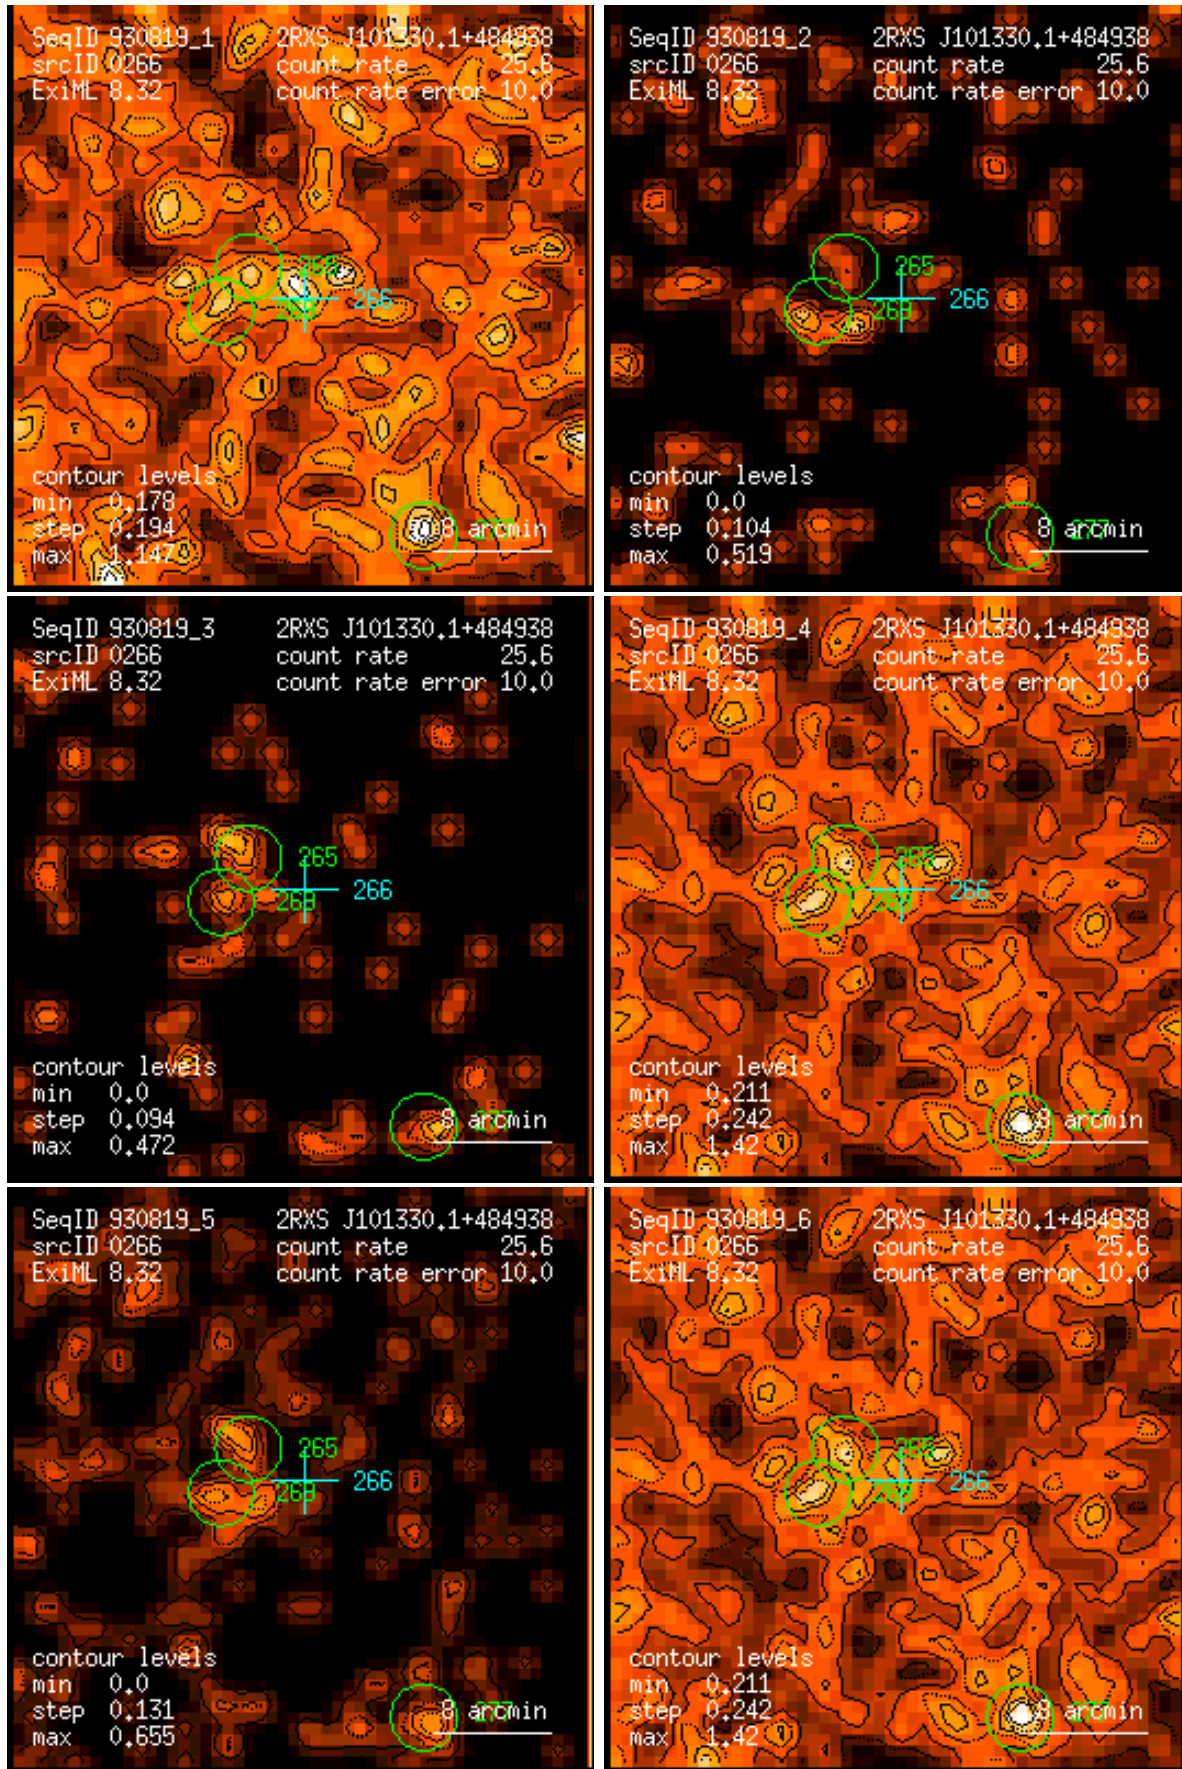 SeqID 930819_1 2RXS J101330.1+484938
srcID 0266 count rate 25.6
ExiML 8.32 count rate error 10.0
265
266
contour levels
min 0.178
step 0.194 8 arcmin
max 1.147
SeqID 930819_2 2RXS J101330.1+484938
srcID 0266 count rate 25.6
ExiML 8.32 count rate error 10.0
265
266
contour levels
min 0.0
step 0.104 8 arcmin 277
max 0.519
SeqID 930819_3 2RXS J101330.1+484938
srcID 0266 count rate 25.6
ExiML 8.32 count rate error 10.0
265
266
contour levels
min 0.0
step 0.094 8 arcmin 277
max 0.472
SeqID 930819_4 2RXS J101330.1+484938
srcID 0266 count rate 25.6
ExiML 8.32 count rate error 10.0
265
266
contour levels
min 0.211
step 0.242 8 arcmin
max 1.42
SeqID 930819_5 2RXS J101330.1+484938
srcID 0266 count rate 25.6
ExiML 8.32 count rate error 10.0
265
266
contour levels
min 0.0
step 0.131 8 arcmin 277
max 0.655
SeqID 930819_6 2RXS J101330.1+484938
srcID 0266 count rate 25.6
ExiML 8.32 count rate error 10.0
265
266
contour levels
min 0.211
step 0.242 8 arcmin
max 1.42